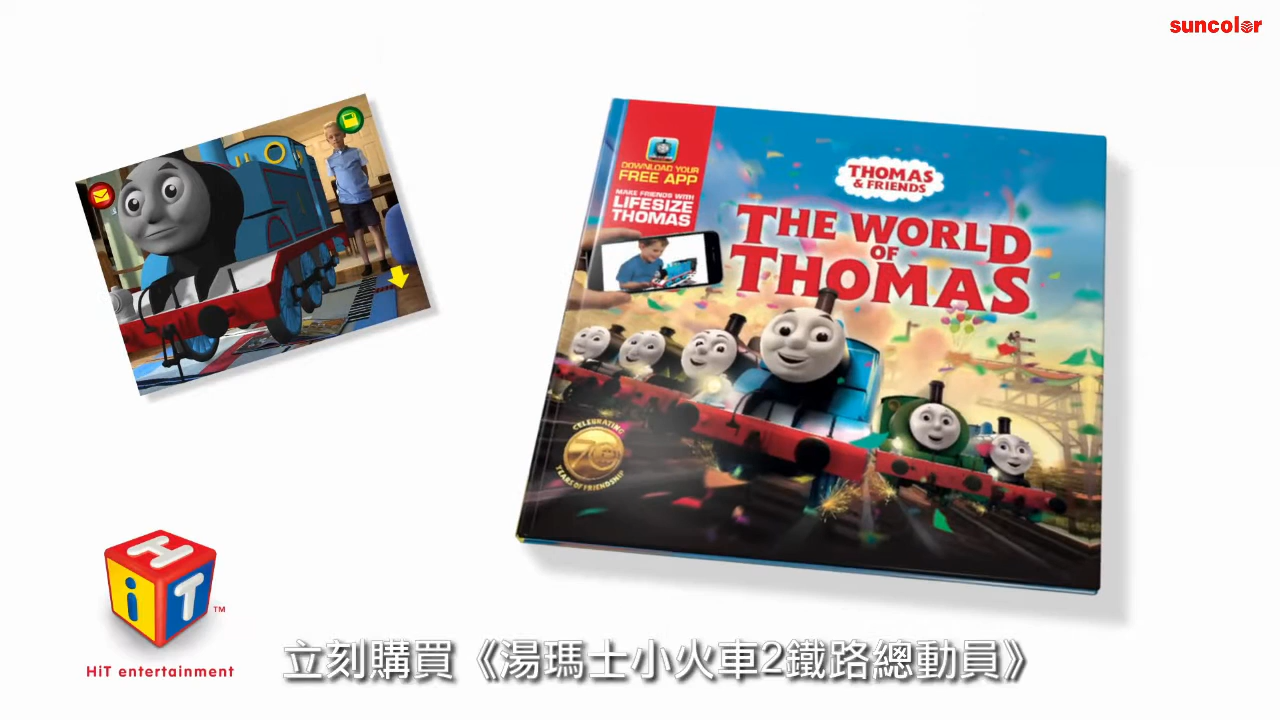 suncolor
DOWNLOAD YOUR
FREE APP
MAKE FRIENDS WITH
LIFESIZE
THOMAS
THOMAS
& FRIENDS
THE WORLD
OF
THOMAS
CELEBRATING
70
YEARS OF FRIENDSHIP
HiT™
HiT entertainment
立刻購買《湯瑪士小火車2鐵路總動員》